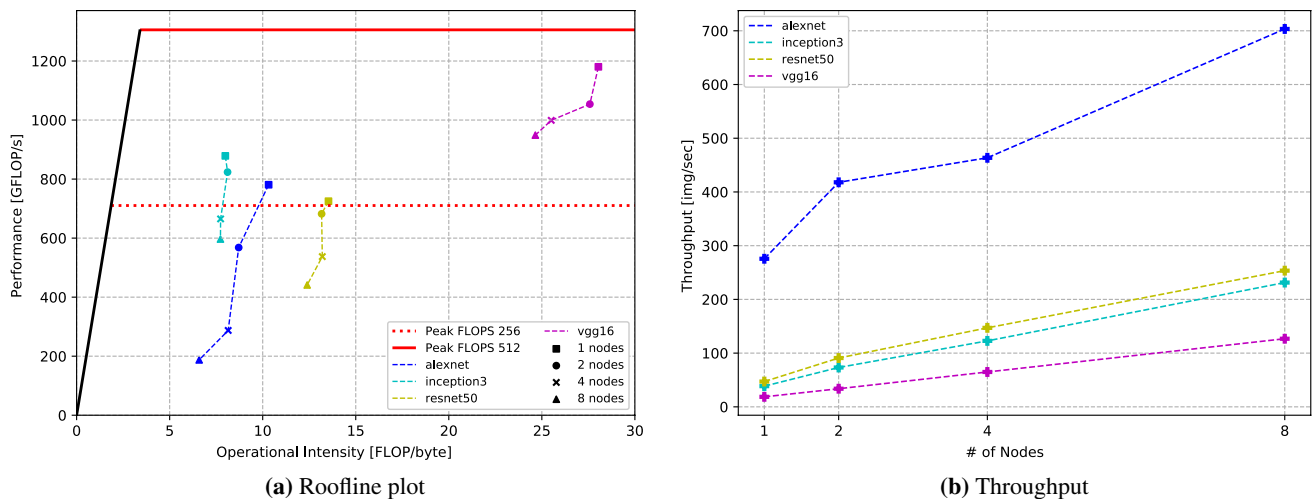 1200
1000
800
600
400
200
0
Performance [GFLOP/s]
0 5 10 15 20 25 30
Operational Intensity [FLOP/byte]
Peak FLOPS 256
Peak FLOPS 512
alexnet
inception3
resnet50
vgg16
1 nodes
2 nodes
4 nodes
8 nodes
(a) Roofline plot
700
600
500
400
300
200
100
0
Throughput [img/sec]
alexnet
inception3
resnet50
vgg16
1 2 4 8
# of Nodes
(b) Throughput